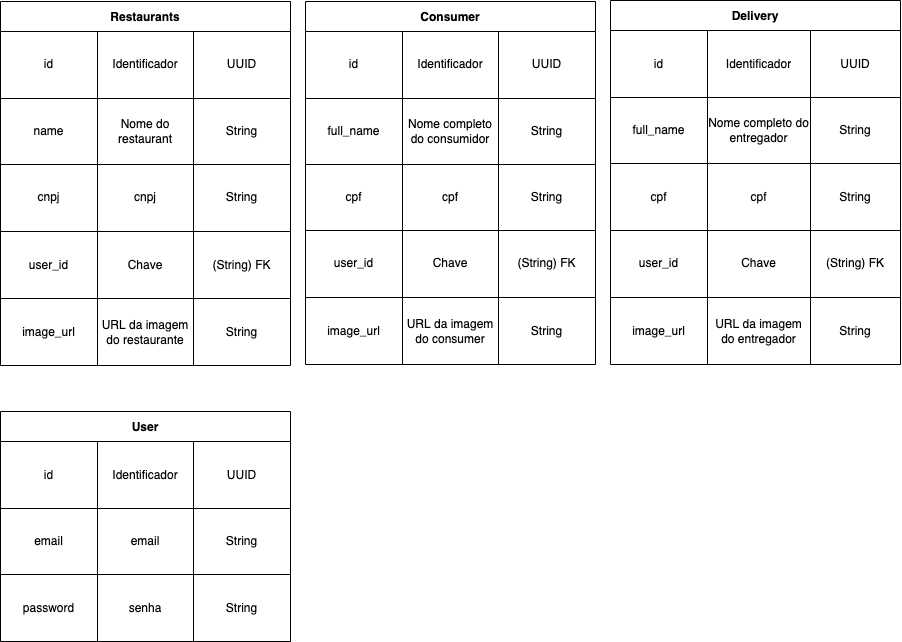 Restaurants
id
Identificador
UUID
name
Nome do
restaurant
String
cnpj
cnpj
String
user_id
Chave
(String) FK
image_url
URL da imagem
do restaurante
String
Consumer
id
Identificador
UUID
full_name
Nome completo
do consumidor
String
cpf
cpf
String
user_id
Chave
(String) FK
image_url
URL da imagem
do consumer
String
Delivery
id
Identificador
UUID
full_name
Nome completo do
entregador
String
cpf
cpf
String
user_id
Chave
(String) FK
image_url
URL da imagem
do entregador
String
User
id
Identificador
UUID
email
email
String
password
senha
String